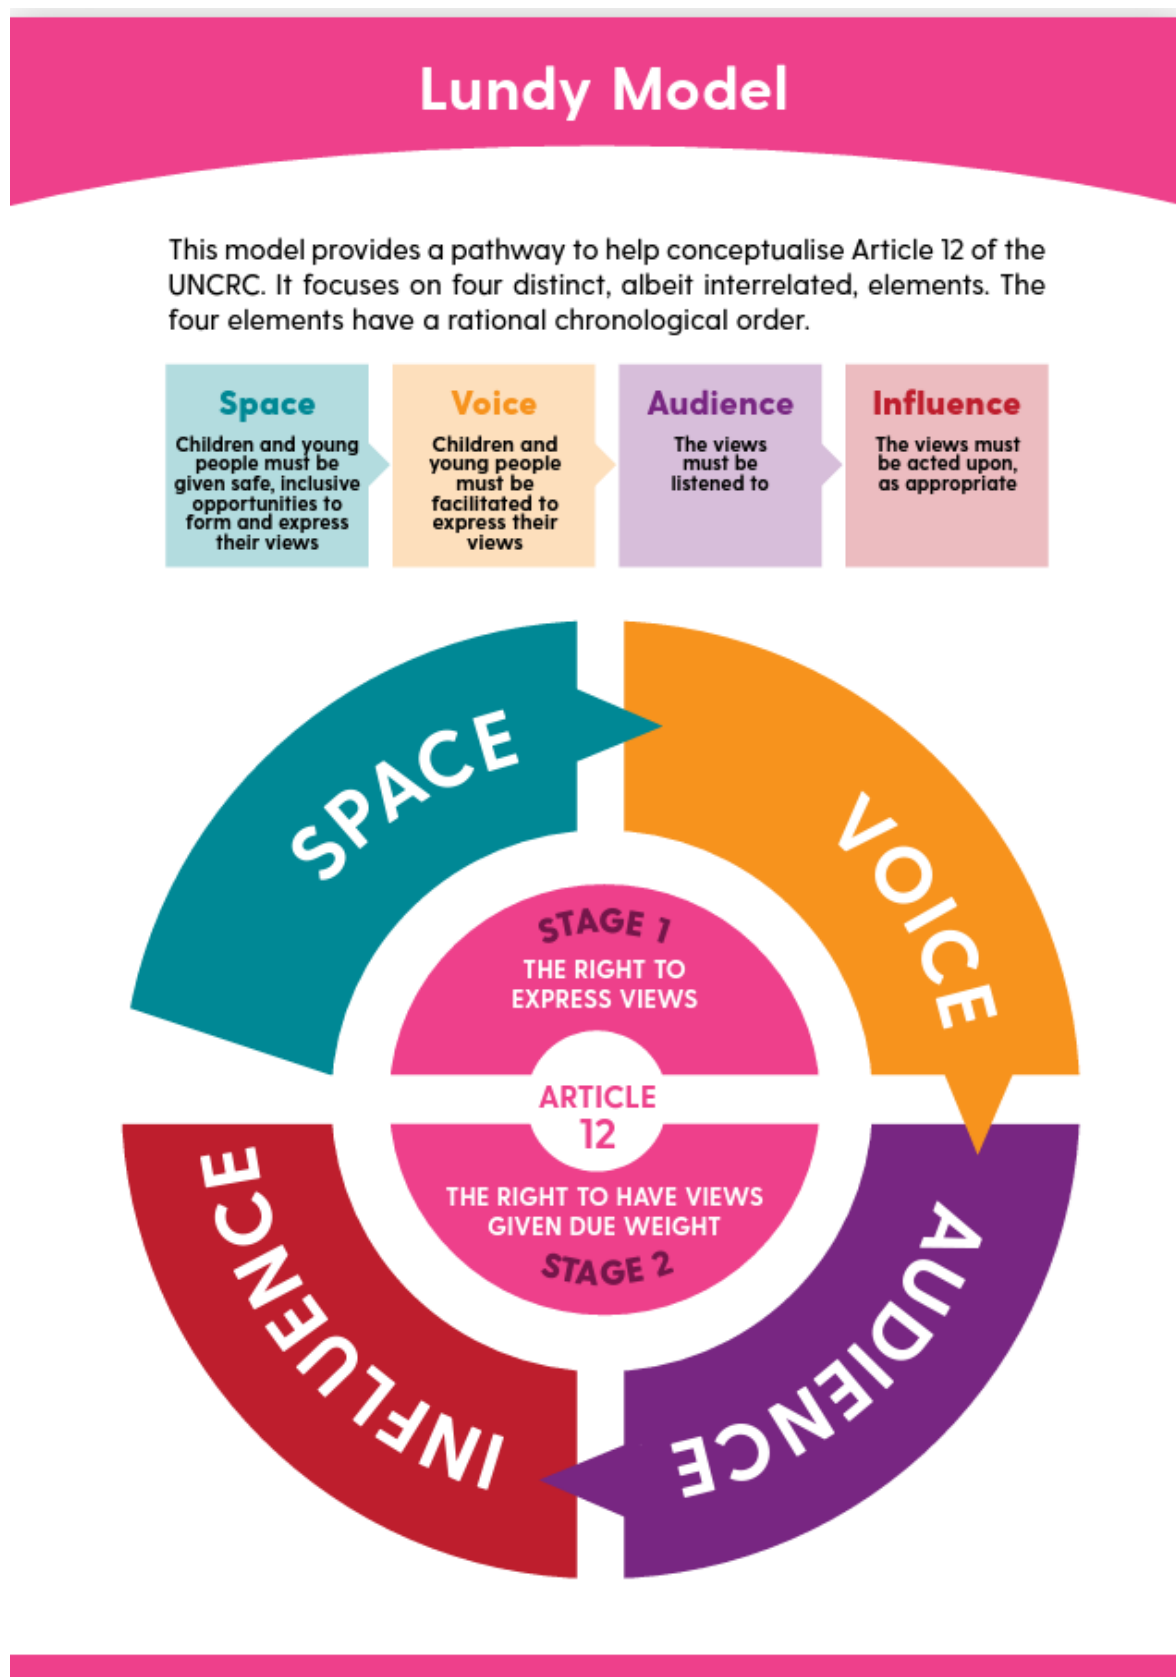 Lundy Model
This model provides a pathway to help conceptualise Article 12 of the
UNCRC. It focuses on four distinct, albeit interrelated, elements. The
four elements have a rational chronological order.
Space
Children and young
people must be
given safe, inclusive
opportunities to
form and express
their views
Voice
Children and
young people
must be
facilitated to
express their
views
Audience
The views
must be
listened to
Influence
The views must
be acted upon,
as appropriate
SPACE
VOICE
STAGE 1
THE RIGHT TO
EXPRESS VIEWS
ARTICLE
12
THE RIGHT TO HAVE VIEWS
GIVEN DUE WEIGHT
STAGE 2
AUDIENCE
INFLUENCE